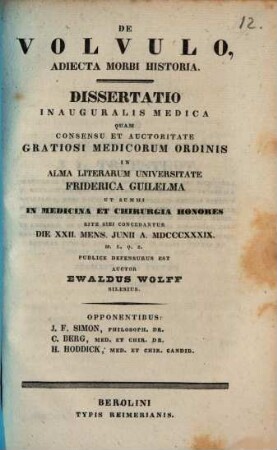 12.
DE
VOLVULO,
ADIECTA MORBI HISTORIA.
DISSERTATIO
INAUGURALIS MEDICA
QUAM
CONSENSU ET AUCTORITATE
GRATIOSI MEDICORUM ORDINIS
IN
ALMA LITERARUM UNIVERSITATE
FRIDERICA GUILELMA
UT SUMMI
IN MEDICINA ET CHIRURGIA HONORES
RITE SIBI CONCEDANTUR
DIE XXII. MENS. JUNII A. MDCCCXXXIX.
H. L. Q. S.
PUBLICE DEFENSURUS EST
AUCTOR
EWALDUS WOLFF
SILESIUS.
OPPONENTIBUS:
J. F. SIMON, PHILOSOPH. DR.
C. BERG, MED. ET CHIR. DR.
H. HODDICK, MED. ET CHIR. CANDID.
BEROLINI
TYPIS REIMERIANIS.